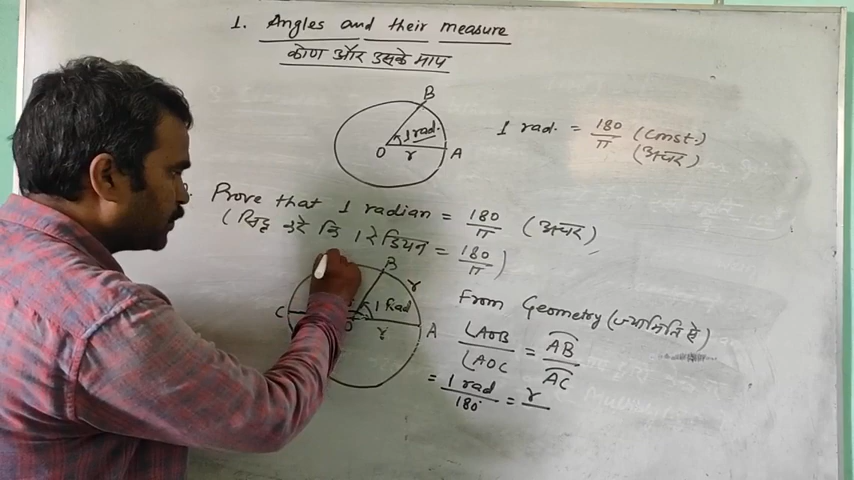 1. Angles and their measure
कोण और उसके माप
B
1 rad.
O r A
1 rad. = 180/π (Const.)
(अचर)
Prove that 1 radian = 180/π (अचर)
(सिद्ध करे कि 1 रेडियन = 180/π)
B
r
C O 1 Rad A
r
From Geometry (ज्यामिति से)
∠AOB/∠AOC = AB/AC
= 1 rad/180° = r/